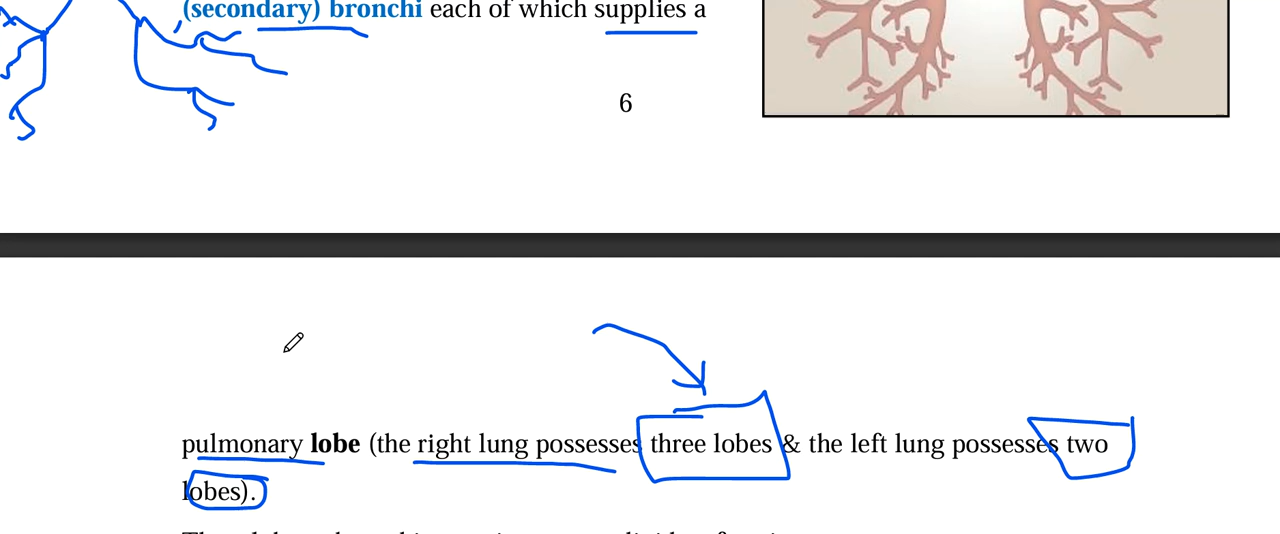 (secondary) bronchi each of which supplies a
6
pulmonary lobe (the right lung possesses three lobes & the left lung possesses two
lobes).